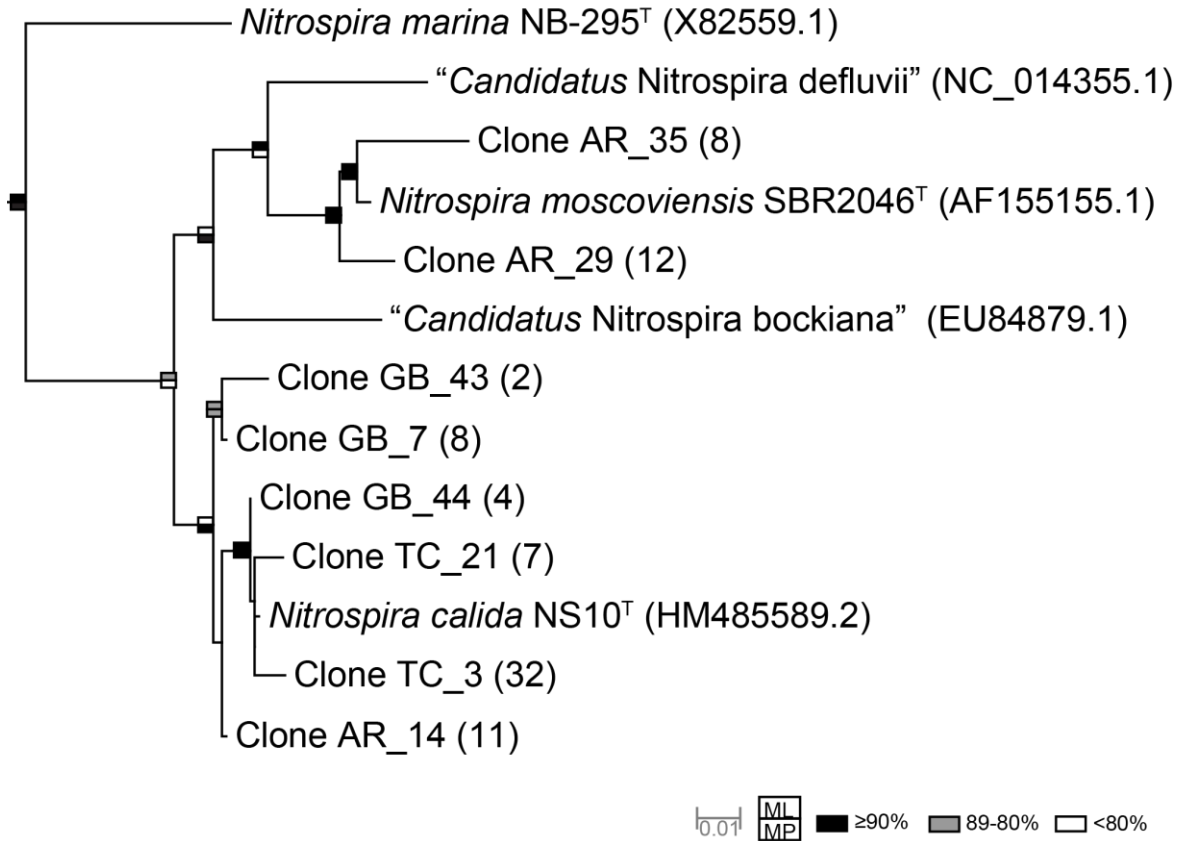 Nitrospira marina NB-295ᵀ (X82559.1)
“Candidatus Nitrospira defluvii” (NC_014355.1)
Clone AR_35 (8)
Nitrospira moscoviensis SBR2046ᵀ (AF155155.1)
Clone AR_29 (12)
“Candidatus Nitrospira bockiana” (EU84879.1)
Clone GB_43 (2)
Clone GB_7 (8)
Clone GB_44 (4)
Clone TC_21 (7)
Nitrospira calida NS10ᵀ (HM485589.2)
Clone TC_3 (32)
Clone AR_14 (11)
0.01
ML
MP
≥90% 89-80% <80%